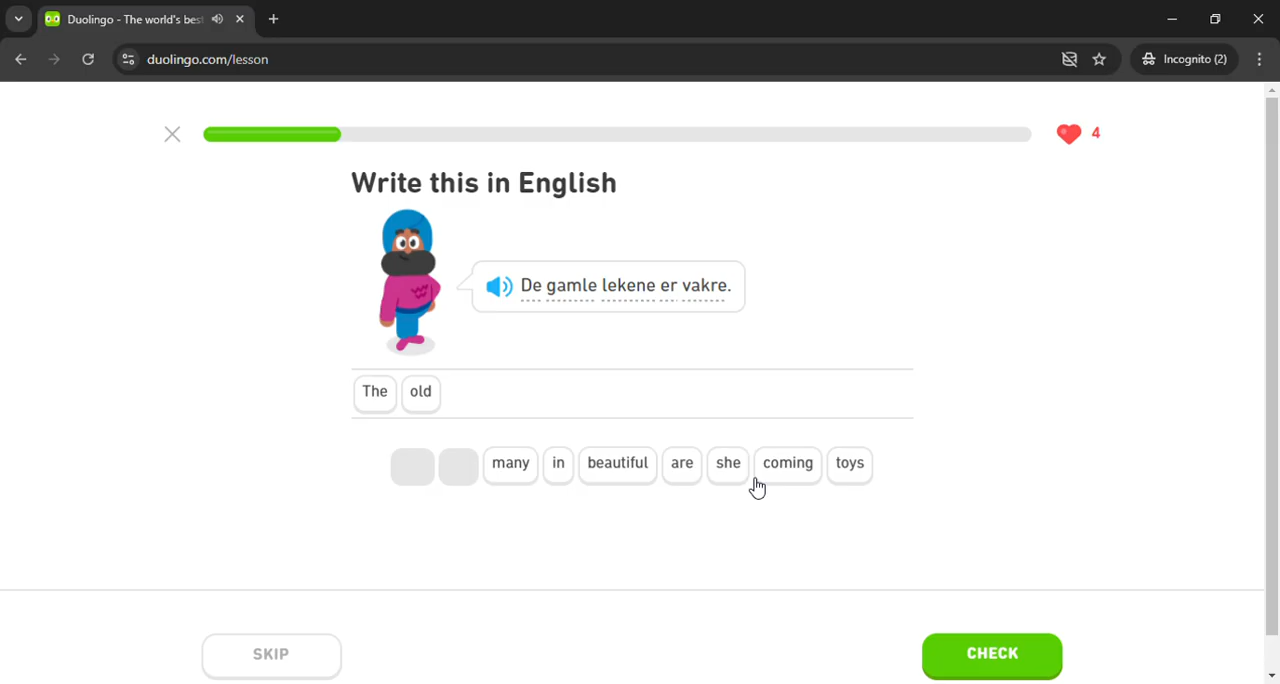 Duolingo - The world's bes
duolingo.com/lesson
Incognito (2)
4
Write this in English
De gamle lekene er vakre.
The old
many in beautiful are she coming toys
SKIP
CHECK